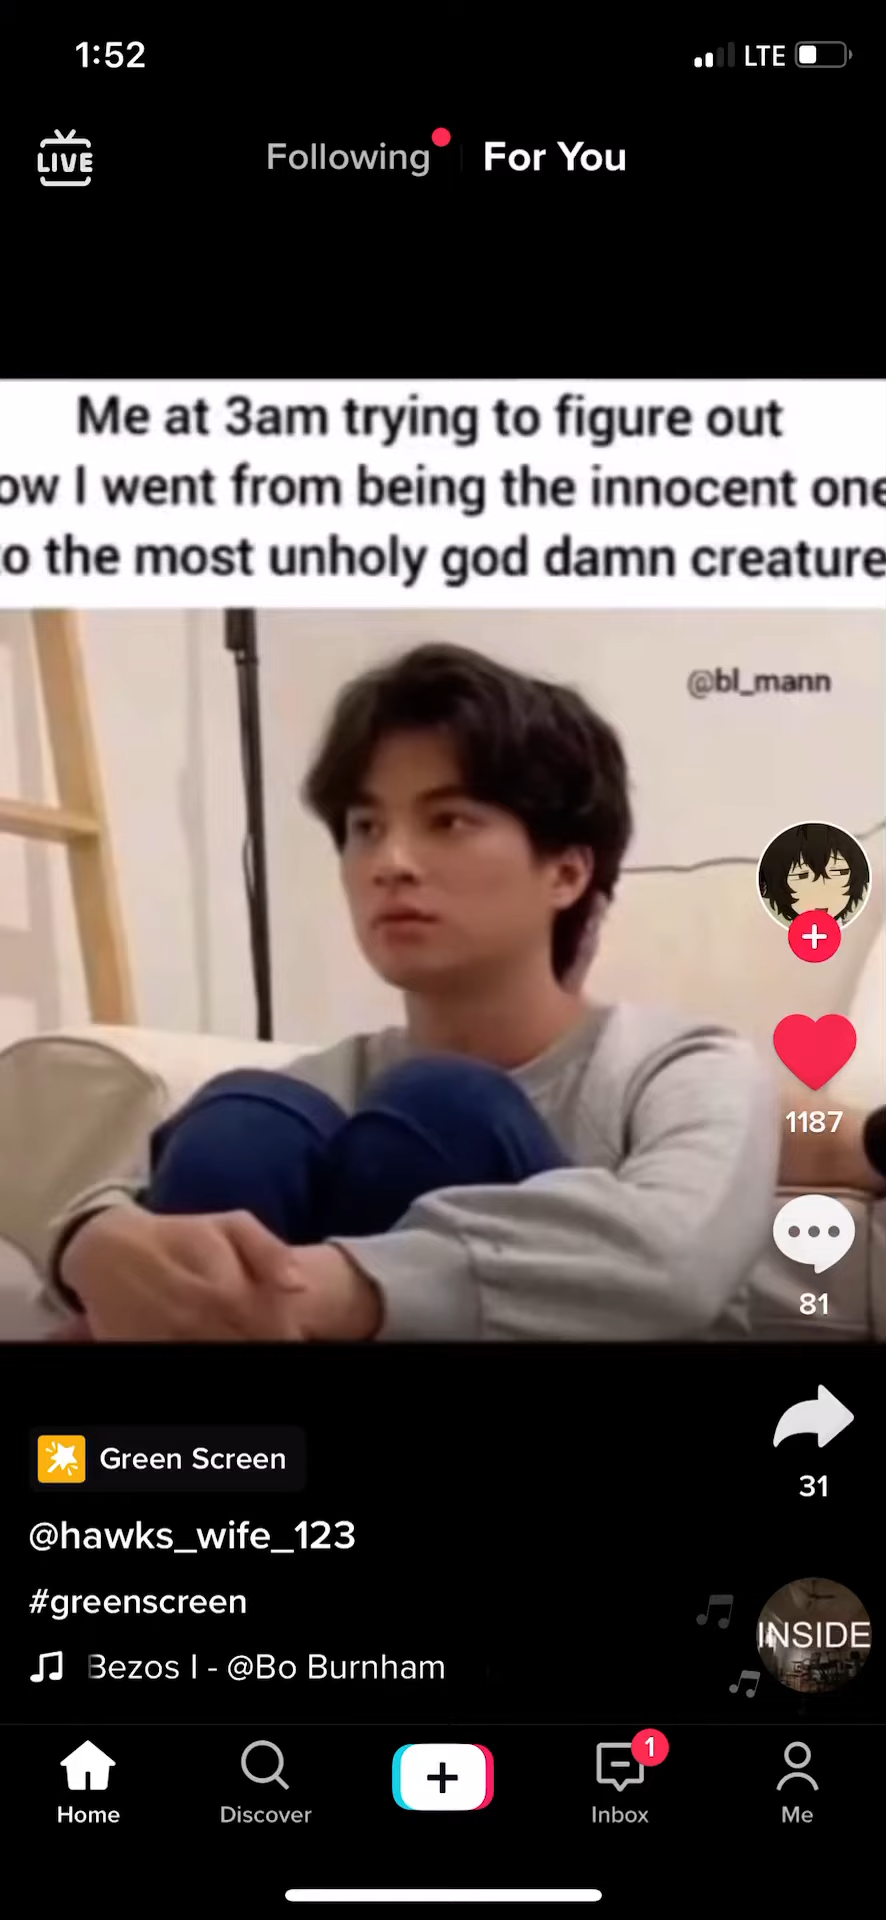 1:52
LTE
LIVE
Following
For You
Me at 3am trying to figure out
ow I went from being the innocent one
o the most unholy god damn creature
@bl_mann
1187
81
31
Green Screen
@hawks_wife_123
#greenscreen
Bezos I - @Bo Burnham
INSIDE
Home
Discover
1
Inbox
Me